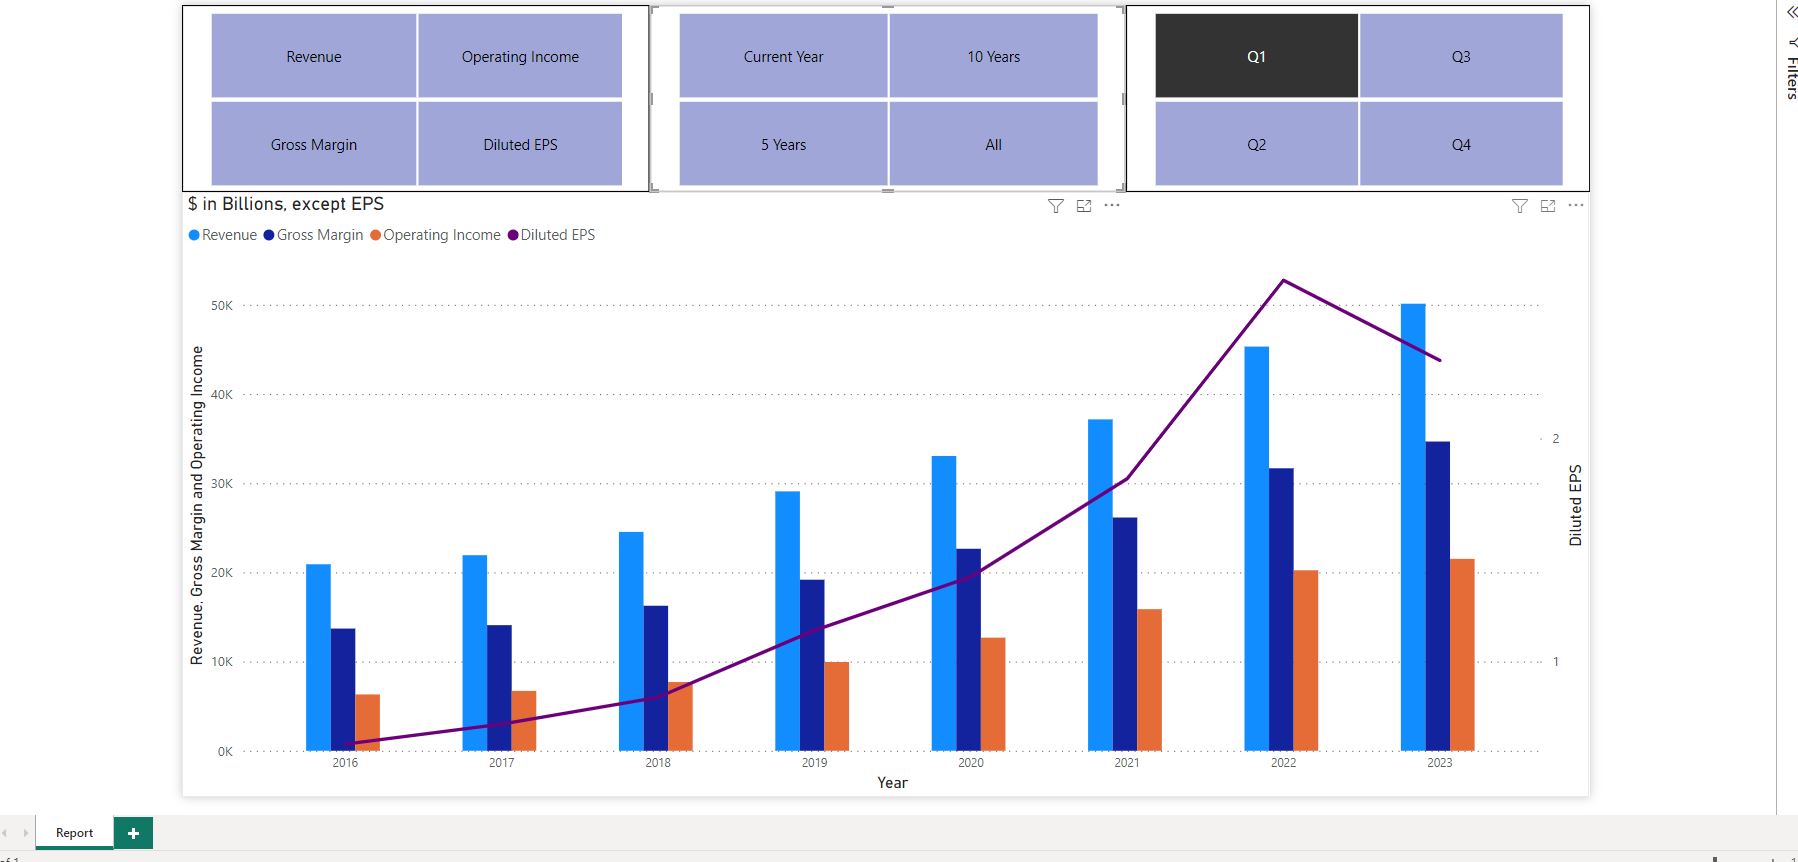 Revenue Operating Income Current Year 10 Years Q1 Q3
Gross Margin Diluted EPS 5 Years All Q2 Q4
Filters
$ in Billions, except EPS
Revenue Gross Margin Operating Income Diluted EPS
Revenue, Gross Margin and Operating Income
50K
40K
30K
20K
10K
0K
2
1
Diluted EPS
2016 2017 2018 2019 2020 2021 2022 2023
Year
Report